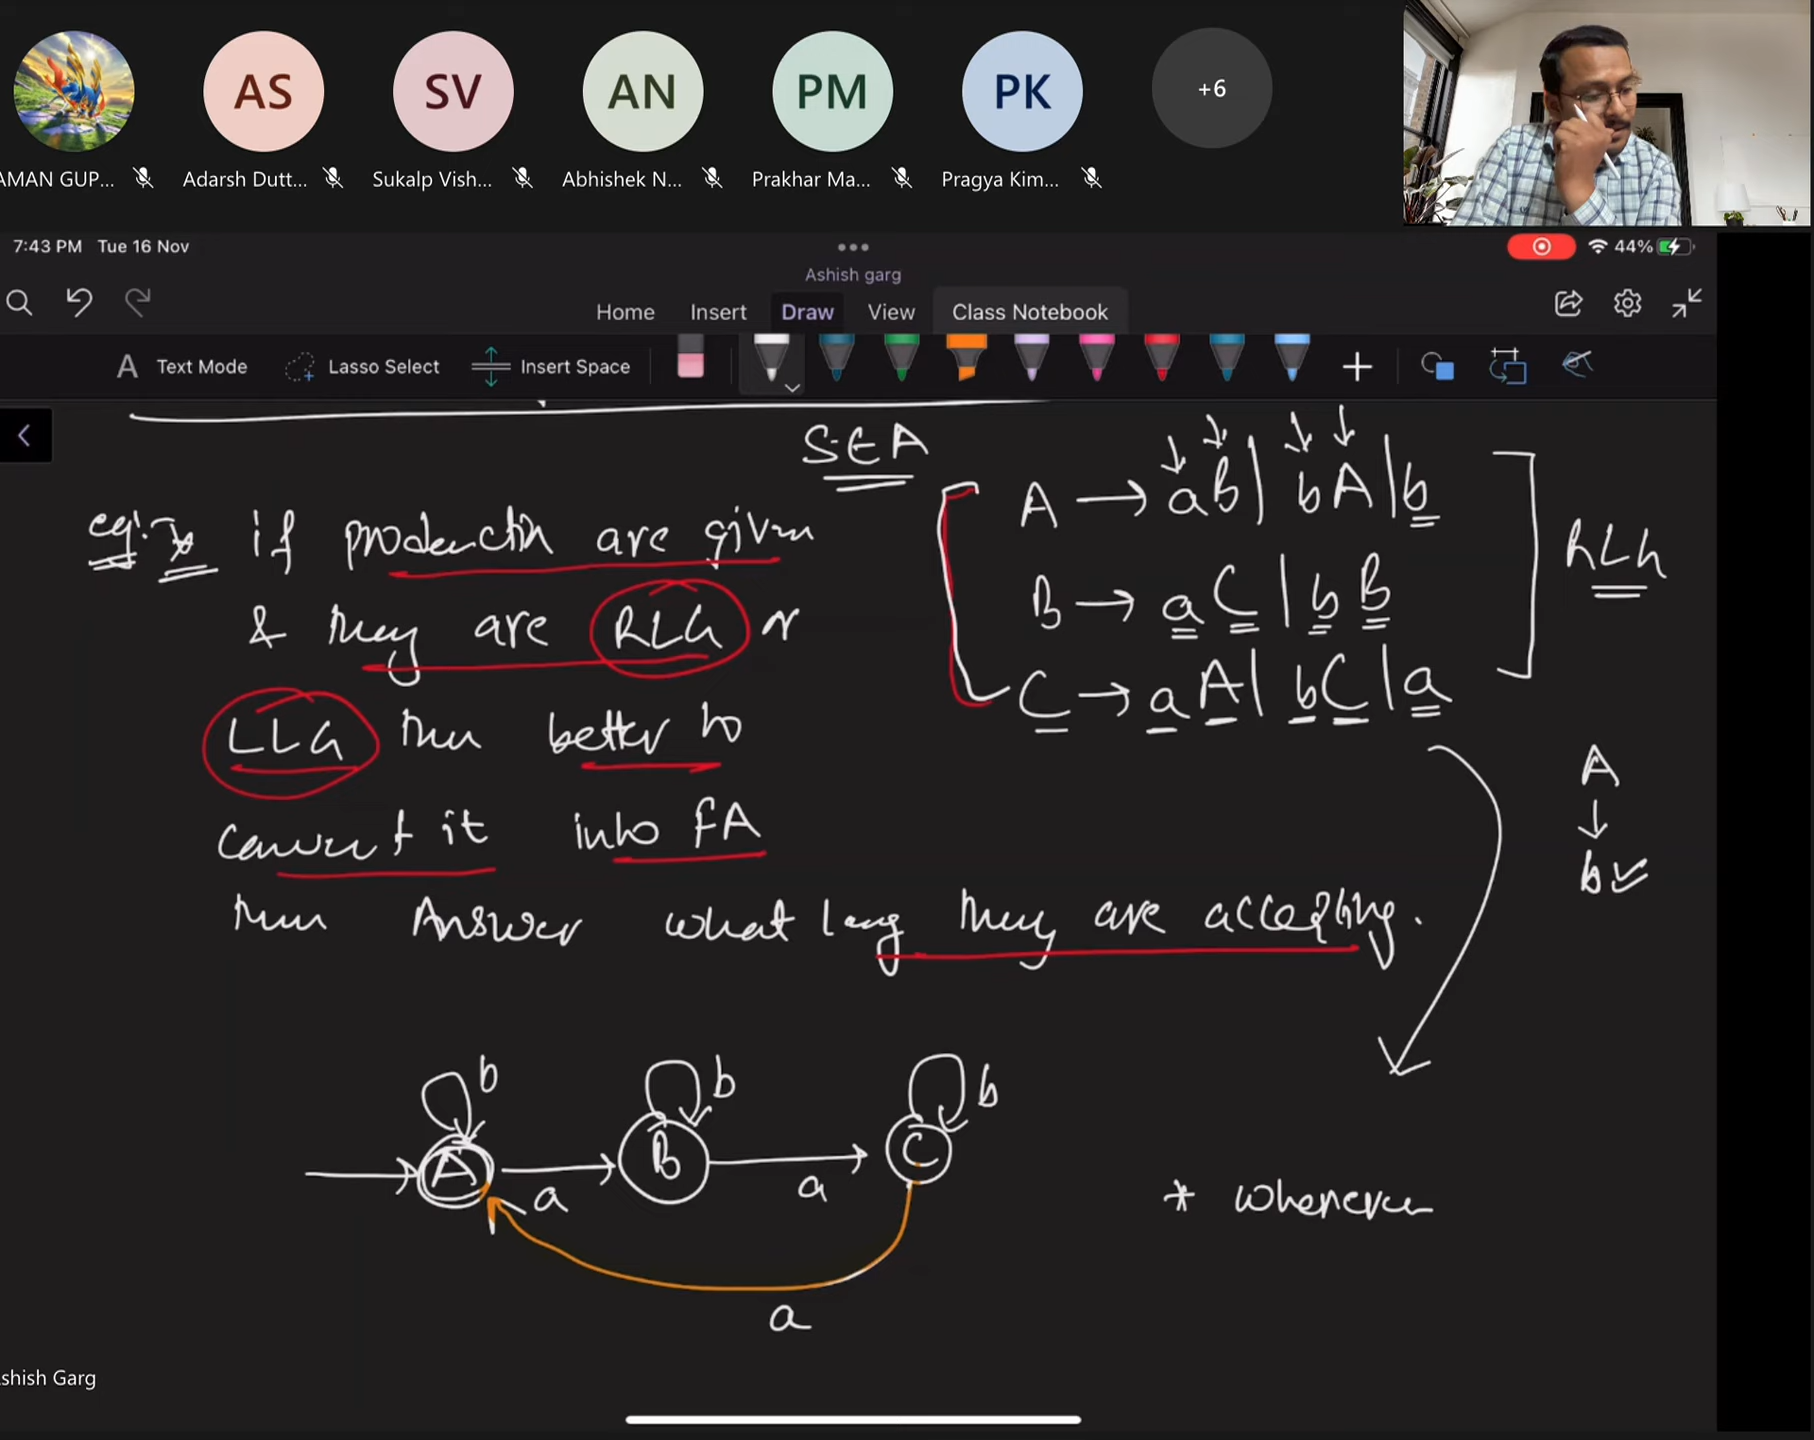 AS SV AN PM PK +6
AMAN GUP... Adarsh Dutt... Sukalp Vish... Abhishek N... Prakhar Ma... Pragya Kim...
7:43 PM Tue 16 Nov
44%
Ashish garg
Home Insert Draw View Class Notebook
A Text Mode Lasso Select Insert Space
A → aB | bA | b
eg: if are given
B → aC | bB
& they are RLG or
C → aA | bC | a
RLG
LLG then better to
convert it into FA
A
↓
b
then Answer what lang they are accepting.
b b b
A B C
a a
* whenever
a
shish Garg